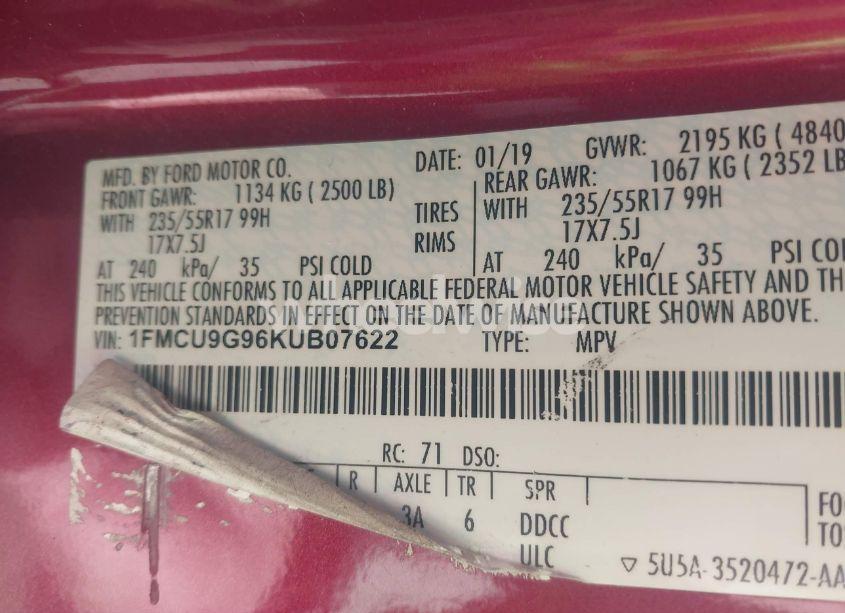 MFD. BY FORD MOTOR CO. DATE: 01/19 GVWR: 2195 KG ( 4840
FRONT GAWR: 1134 KG ( 2500 LB) REAR GAWR: 1067 KG ( 2352 LB
WITH 235/55R17 99H TIRES WITH 235/55R17 99H
17X7.5J RIMS 17X7.5J
AT 240 kPa/ 35 PSI COLD AT 240 kPa/ 35 PSI COL
THIS VEHICLE CONFORMS TO ALL APPLICABLE FEDERAL MOTOR VEHICLE SAFETY AND TH
PREVENTION STANDARDS IN EFFECT ON THE DATE OF MANUFACTURE SHOWN ABOVE.
VIN: 1FMCU9G96KUB07622 TYPE: MPV
RC: 71 DSO:
R AXLE TR SPR
3A 6 DDCC
ULC
FO
TO
5U5A-3520472-AA